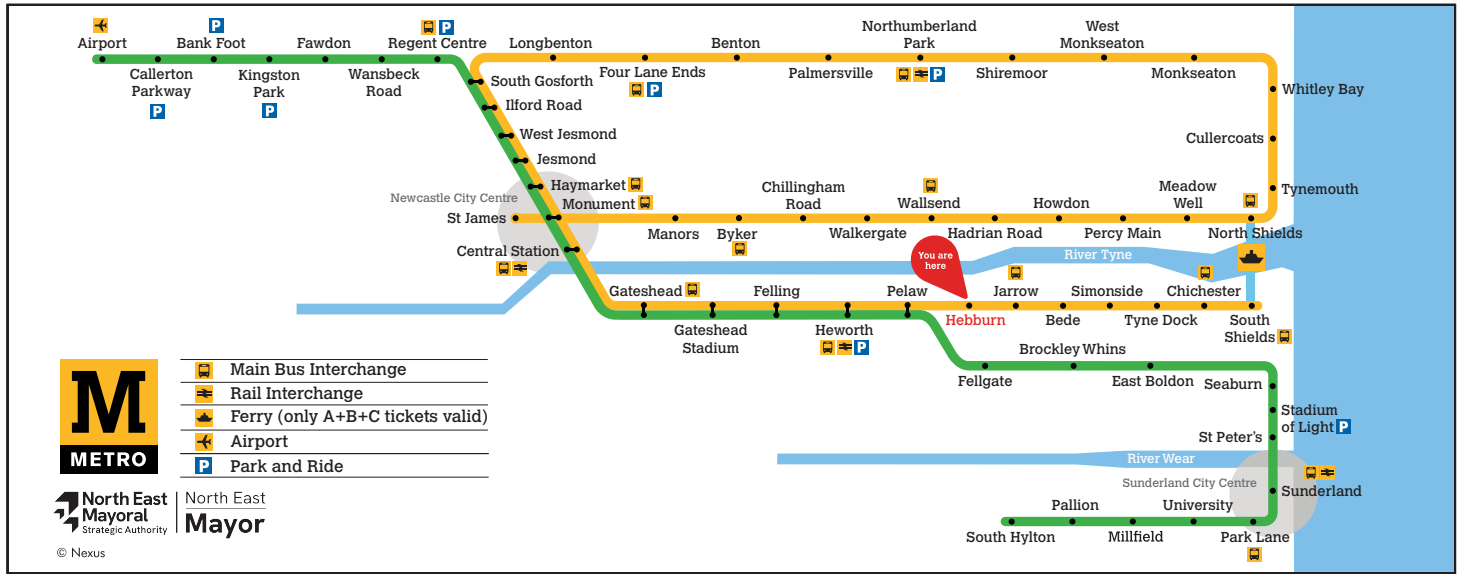 Airport
Callerton
Parkway
P
Bank Foot
P
Kingston
Park
P
Fawdon
Wansbeck
Road
Regent Centre
P
South Gosforth
Ilford Road
West Jesmond
Jesmond
Haymarket
Newcastle City Centre
Monument
St James
Central Station
Longbenton
Four Lane Ends
P
Benton
Palmersville
Northumberland
Park
P
Shiremoor
West
Monkseaton
Monkseaton
Whitley Bay
Cullercoats
Tynemouth
Manors
Byker
Chillingham
Road
Walkergate
Wallsend
Hadrian Road
Howdon
Percy Main
Meadow
Well
North Shields
River Tyne
You are
here
Gateshead
Gateshead
Stadium
Felling
Heworth
P
Pelaw
Hebburn
Jarrow
Bede
Simonside
Tyne Dock
Chichester
South
Shields
Fellgate
Brockley Whins
East Boldon
Seaburn
Stadium
of Light
P
St Peter's
River Wear
Sunderland City Centre
Sunderland
Park Lane
University
Millfield
Pallion
South Hylton
M
METRO
Main Bus Interchange
Rail Interchange
Ferry (only A+B+C tickets valid)
Airport
P
Park and Ride
North East
Mayoral
Strategic Authority
North East
Mayor
© Nexus